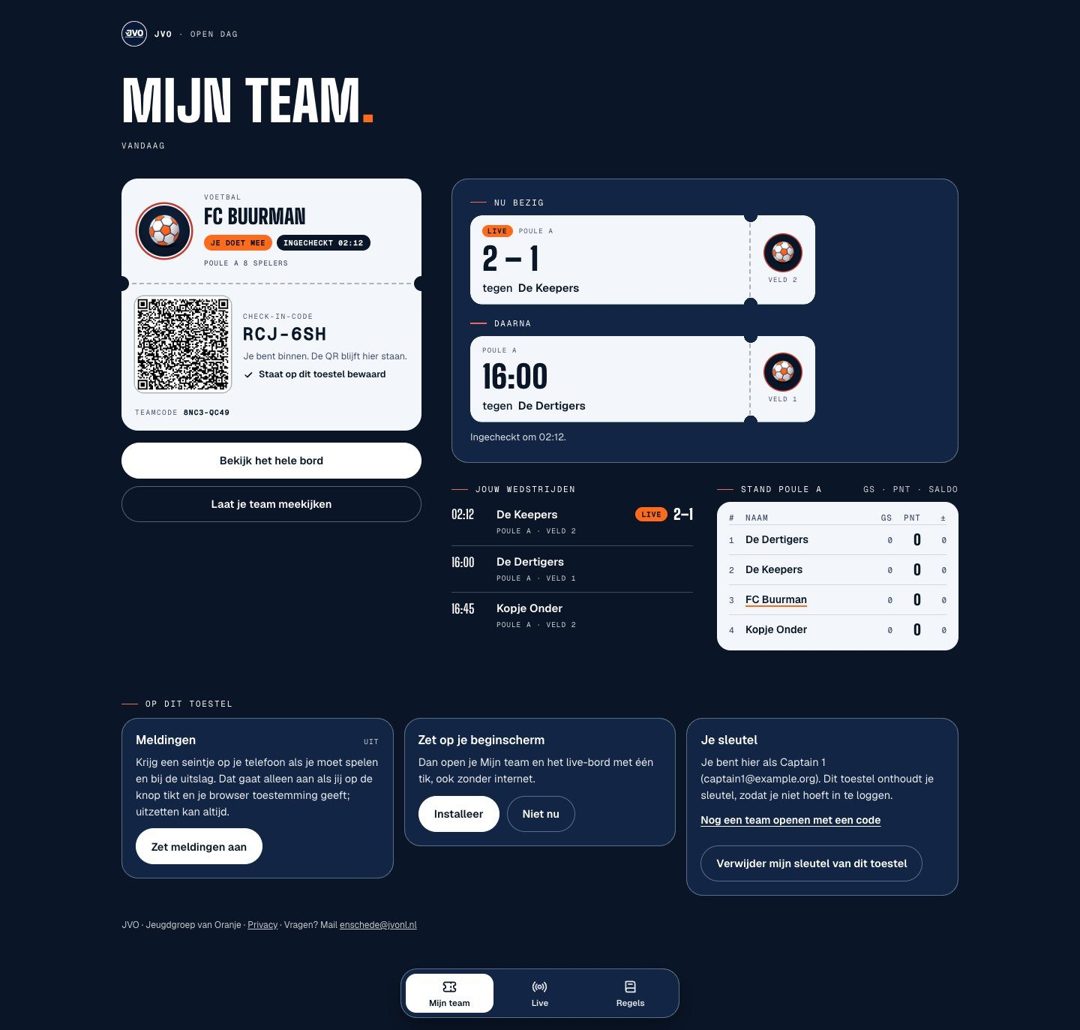 JVO JVO · OPEN DAG
MIJN TEAM.
VANDAAG
VOETBAL
FC BUURMAN
JE DOET MEE INGECHECKT 02:12
POULE A 8 SPELERS
CHECK-IN-CODE
RCJ-6SH
Je bent binnen. De QR blijft hier staan.
Staat op dit toestel bewaard
TEAMCODE 8NC3-QC49
Bekijk het hele bord
Laat je team meekijken
NU BEZIG
LIVE POULE A
2 – 1
tegen De Keepers
VELD 2
DAARNA
POULE A
16:00
tegen De Dertigers
VELD 1
Ingecheckt om 02:12.
JOUW WEDSTRIJDEN
02:12 De Keepers LIVE 2–1
POULE A · VELD 2
16:00 De Dertigers
POULE A · VELD 1
16:45 Kopje Onder
POULE A · VELD 2
STAND POULE A GS · PNT · SALDO
# NAAM GS PNT ±
1 De Dertigers 0 0 0
2 De Keepers 0 0 0
3 FC Buurman 0 0 0
4 Kopje Onder 0 0 0
OP DIT TOESTEL
Meldingen UIT
Krijg een seintje op je telefoon als je moet spelen
en bij de uitslag. Dat gaat alleen aan als jij op de
knop tikt en je browser toestemming geeft;
uitzetten kan altijd.
Zet meldingen aan
Zet op je beginscherm
Dan open je Mijn team en het live-bord met één
tik, ook zonder internet.
Installeer Niet nu
Je sleutel
Je bent hier als Captain 1
(captain1@example.org). Dit toestel onthoudt je
sleutel, zodat je niet hoeft in te loggen.
Nog een team openen met een code
Verwijder mijn sleutel van dit toestel
JVO · Jeugdgroep van Oranje · Privacy · Vragen? Mail enschede@jvonl.nl
Mijn team Live Regels